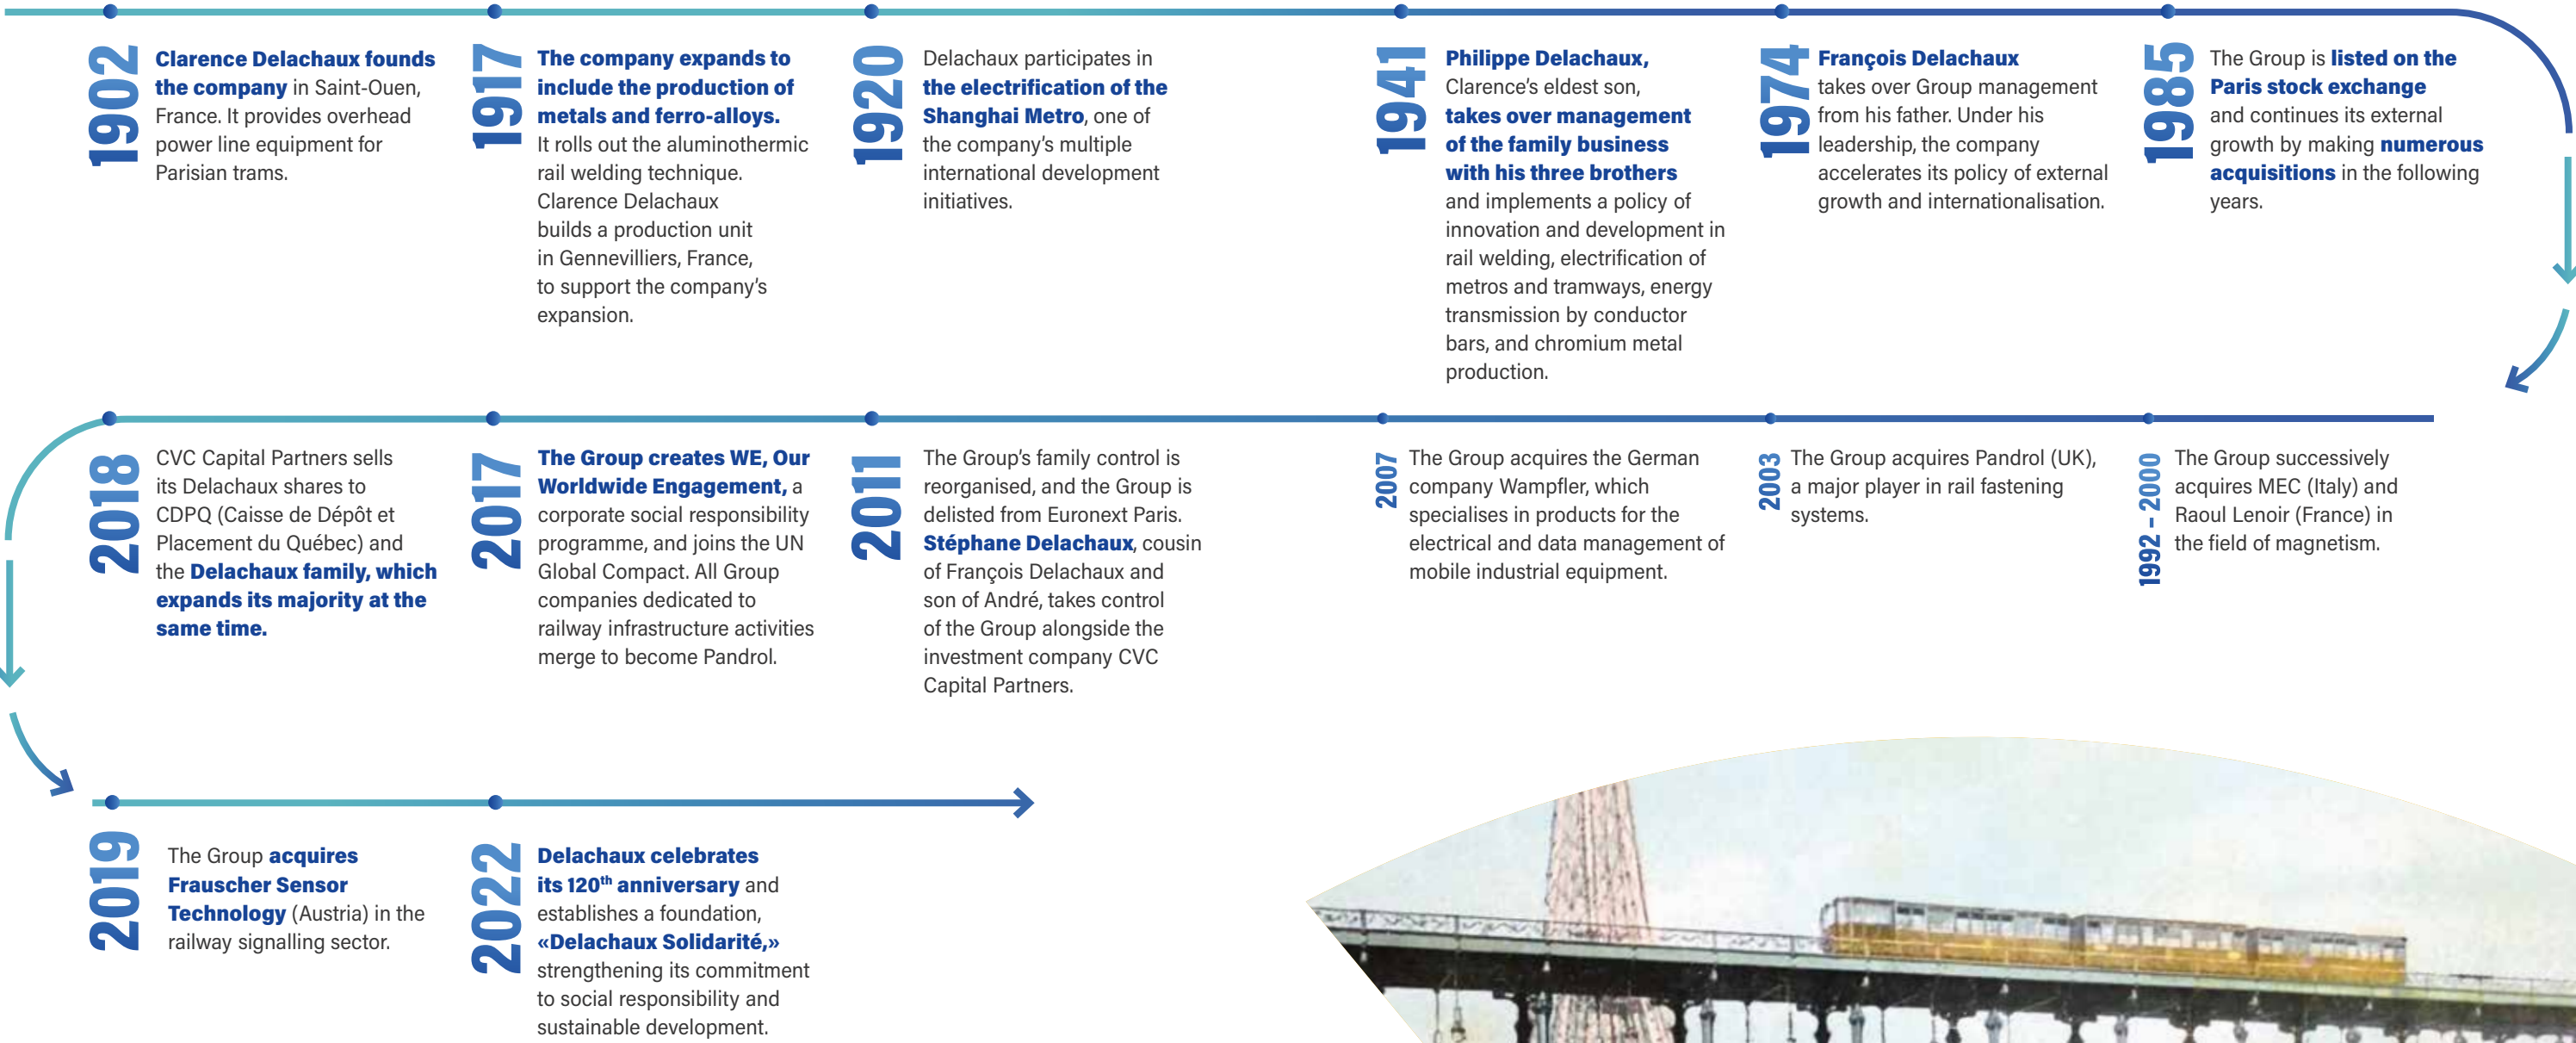 1902
Clarence Delachaux founds
the company in Saint-Ouen,
France. It provides overhead
power line equipment for
Parisian trams.
1917
The company expands to
include the production of
metals and ferro-alloys.
It rolls out the aluminothermic
rail welding technique.
Clarence Delachaux
builds a production unit
in Gennevilliers, France,
to support the company's
expansion.
1920
Delachaux participates in
the electrification of the
Shanghai Metro, one of
the company's multiple
international development
initiatives.
1941
Philippe Delachaux,
Clarence's eldest son,
takes over management
of the family business
with his three brothers
and implements a policy of
innovation and development in
rail welding, electrification of
metros and tramways, energy
transmission by conductor
bars, and chromium metal
production.
1974
François Delachaux
takes over Group management
from his father. Under his
leadership, the company
accelerates its policy of external
growth and internationalisation.
1985
The Group is listed on the
Paris stock exchange
and continues its external
growth by making numerous
acquisitions in the following
years.
1992 – 2000
The Group successively
acquires MEC (Italy) and
Raoul Lenoir (France) in
the field of magnetism.
2003
The Group acquires Pandrol (UK),
a major player in rail fastening
systems.
2007
The Group acquires the German
company Wampfler, which
specialises in products for the
electrical and data management of
mobile industrial equipment.
2011
The Group's family control is
reorganised, and the Group is
delisted from Euronext Paris.
Stéphane Delachaux, cousin
of François Delachaux and
son of André, takes control
of the Group alongside the
investment company CVC
Capital Partners.
2017
The Group creates WE, Our
Worldwide Engagement, a
corporate social responsibility
programme, and joins the UN
Global Compact. All Group
companies dedicated to
railway infrastructure activities
merge to become Pandrol.
2018
CVC Capital Partners sells
its Delachaux shares to
CDPQ (Caisse de Dépôt et
Placement du Québec) and
the Delachaux family, which
expands its majority at the
same time.
2019
The Group acquires
Frauscher Sensor
Technology (Austria) in the
railway signalling sector.
2022
Delachaux celebrates
its 120th anniversary and
establishes a foundation,
«Delachaux Solidarité,»
strengthening its commitment
to social responsibility and
sustainable development.